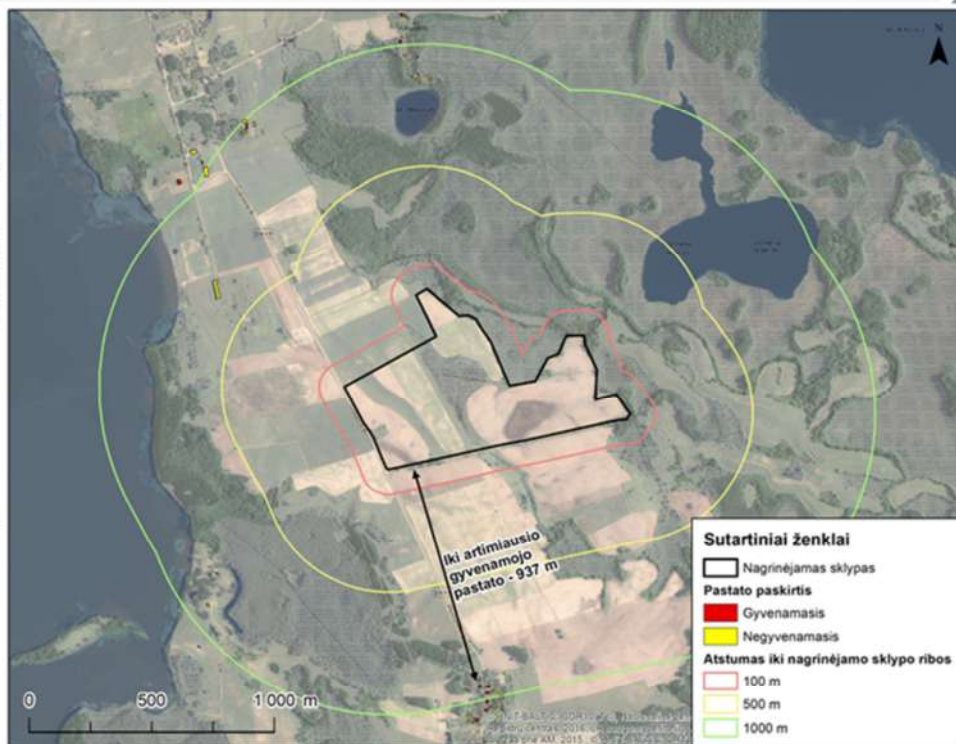 N
Iki artimiausio
gyvenamojo
pastato - 937 m
0 500 1 000 m
Sutartiniai ženklai
Nagrinėjamas sklypas
Pastato paskirtis
Gyvenamasis
Negyvenamasis
Atstumas iki nagrinėjamo sklypo ribos
100 m
500 m
1000 m